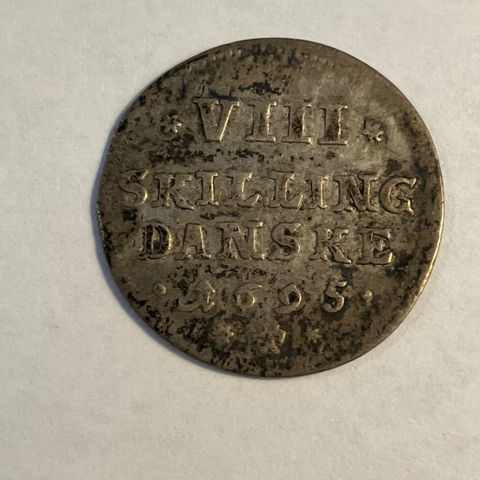 * VIII *
SKILLING
DANSKE
· 1695 ·